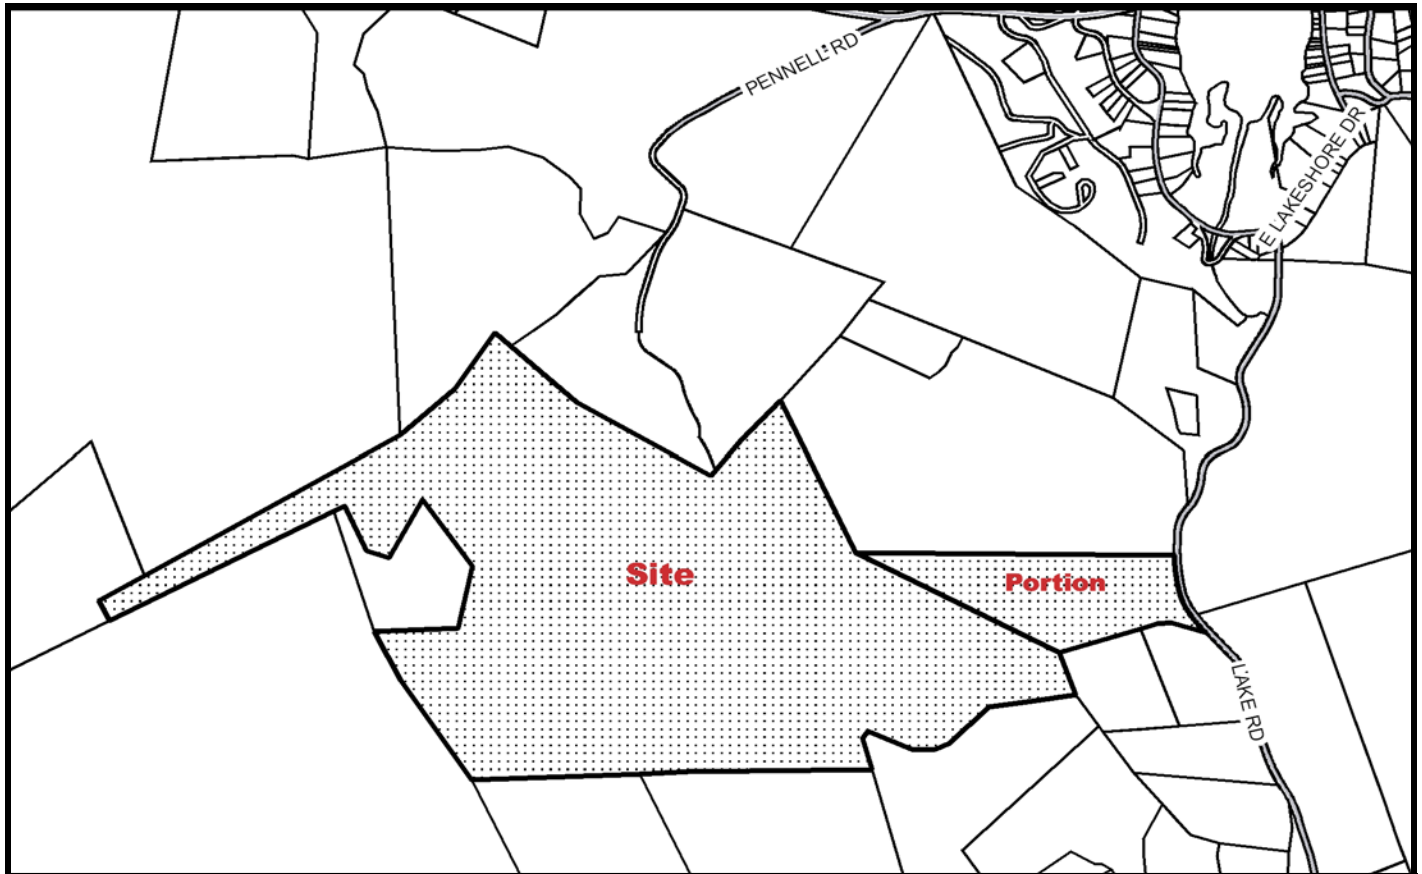 PENNELL RD
E LAKESHORE DR
Site
Portion
LAKE RD